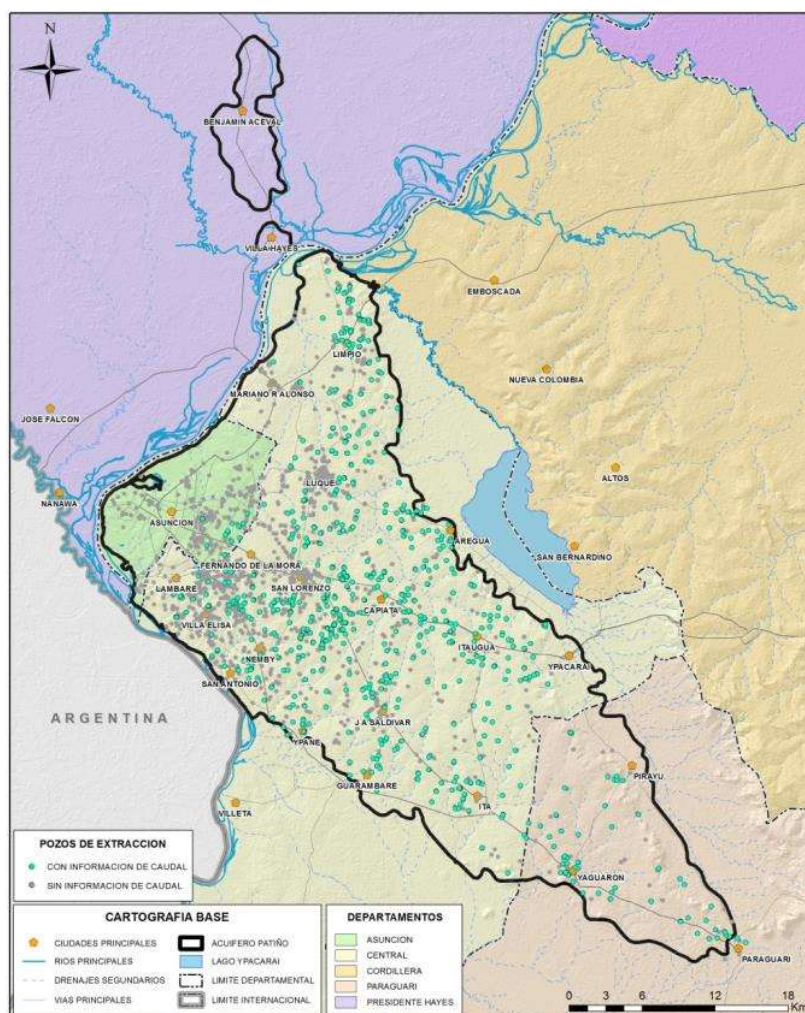 N
BENJAMIN ACEVAL
VILLA HAYES
EMBOSCADA
LIMPIO
NUEVA COLOMBIA
MARIANO R ALONSO
JOSE FALCON
LUQUE
ALTOS
NANAWA
ASUNCION
AREGUA
SAN BERNARDINO
FERNANDO DE LA MORA
LAMBARE
SAN LORENZO
CAPIATA
VILLA ELISA
ITAUGUA
YPACARAI
NEMBY
SAN ANTONIO
ARGENTINA
J A SALDIVAR
YPANE
PIRAYU
GUARAMBARE
ITA
VILLETA
YAGUARON
PARAGUARI
POZOS DE EXTRACCION
CON INFORMACION DE CAUDAL
SIN INFORMACION DE CAUDAL
CARTOGRAFIA BASE
CIUDADES PRINCIPALES
RIOS PRINCIPALES
DRENAJES SEGUNDARIOS
VIAS PRINCIPALES
ACUIFERO PATIÑO
LAGO YPACARAI
LIMITE DEPARTAMENTAL
LIMITE INTERNACIONAL
DEPARTAMENTOS
ASUNCION
CENTRAL
CORDILLERA
PARAGUARI
PRESIDENTE HAYES
0 3 6 12 18
Km